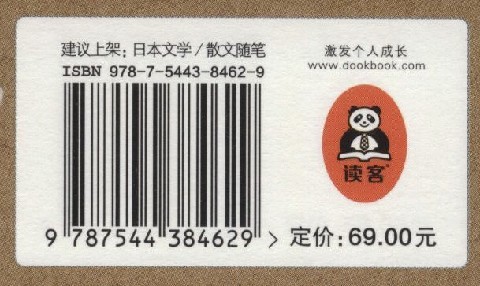 建议上架：日本文学／散文随笔
ISBN 978-7-5443-8462-9
9 787544 384629 >
激发个人成长
www.dookbook.com
读客®
定价：69.00元